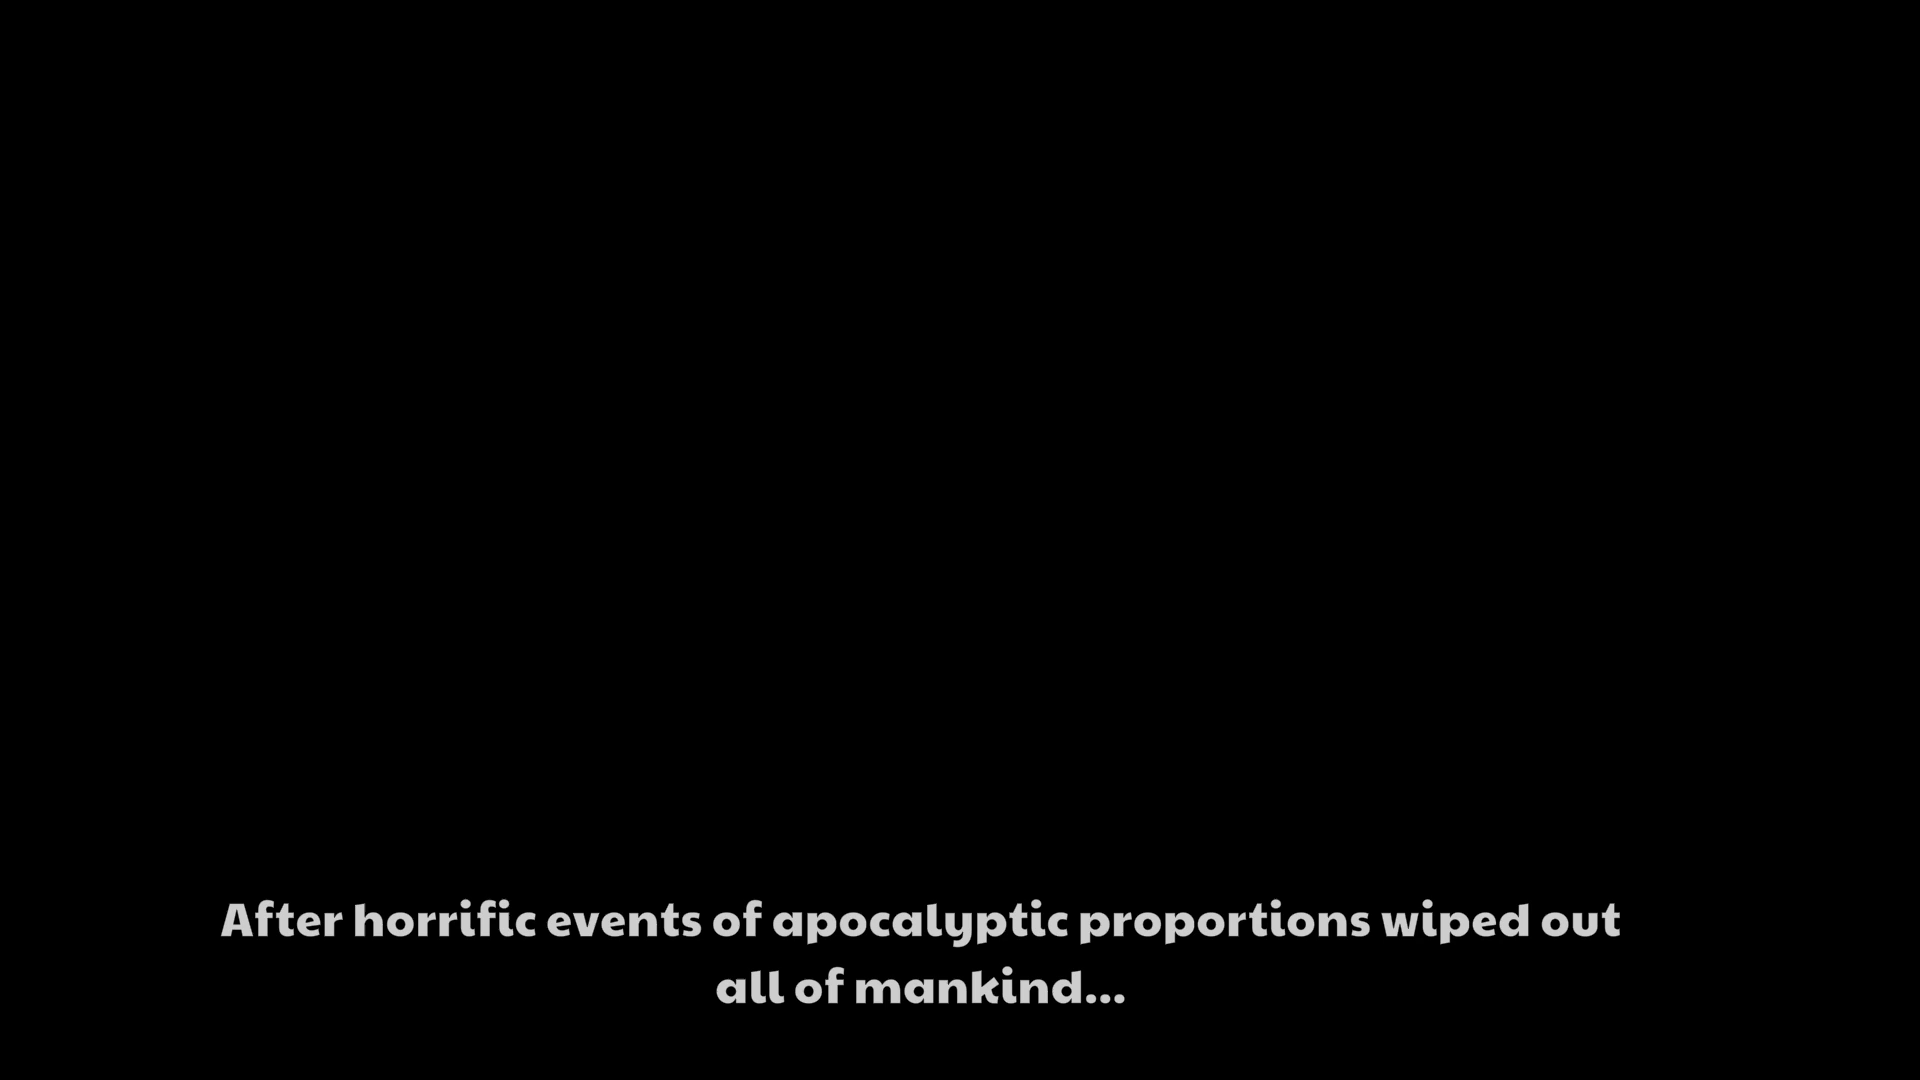 After horrific events of apocalyptic proportions wiped out
all of mankind...